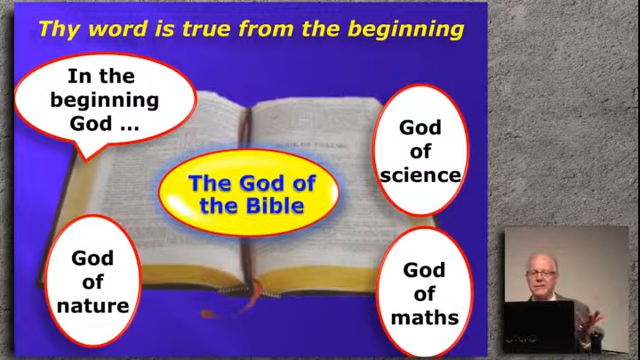 Thy word is true from the beginning
In the
beginning
God ...
The God of
the Bible
God
of
science
God
of
nature
God
of
maths